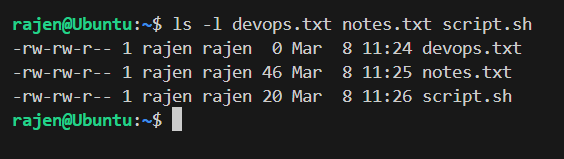 rajen@Ubuntu:~$ ls -l devops.txt notes.txt script.sh
-rw-rw-r-- 1 rajen rajen  0 Mar  8 11:24 devops.txt
-rw-rw-r-- 1 rajen rajen 46 Mar  8 11:25 notes.txt
-rw-rw-r-- 1 rajen rajen 20 Mar  8 11:26 script.sh
rajen@Ubuntu:~$